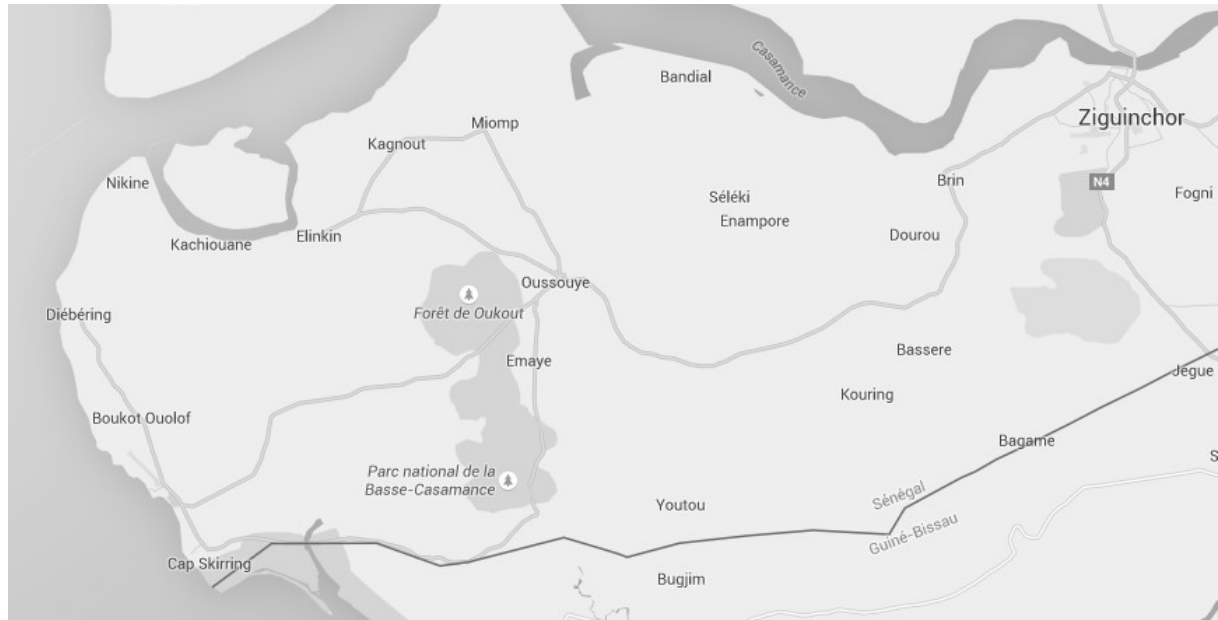 Bandial
Casamance
Ziguinchor
Miomp
Kagnout
Nikine
Brin
N4
Séléki
Fogni
Enampore
Kachiouane
Elinkin
Dourou
Oussouye
Diébéring
Forêt de Oukout
Emaye
Bassere
Jegue
Kouring
Boukot Ouolof
Bagame
S
Parc national de la
Basse-Casamance
Sénégal
Youtou
Guiné-Bissau
Cap Skirring
Bugjim